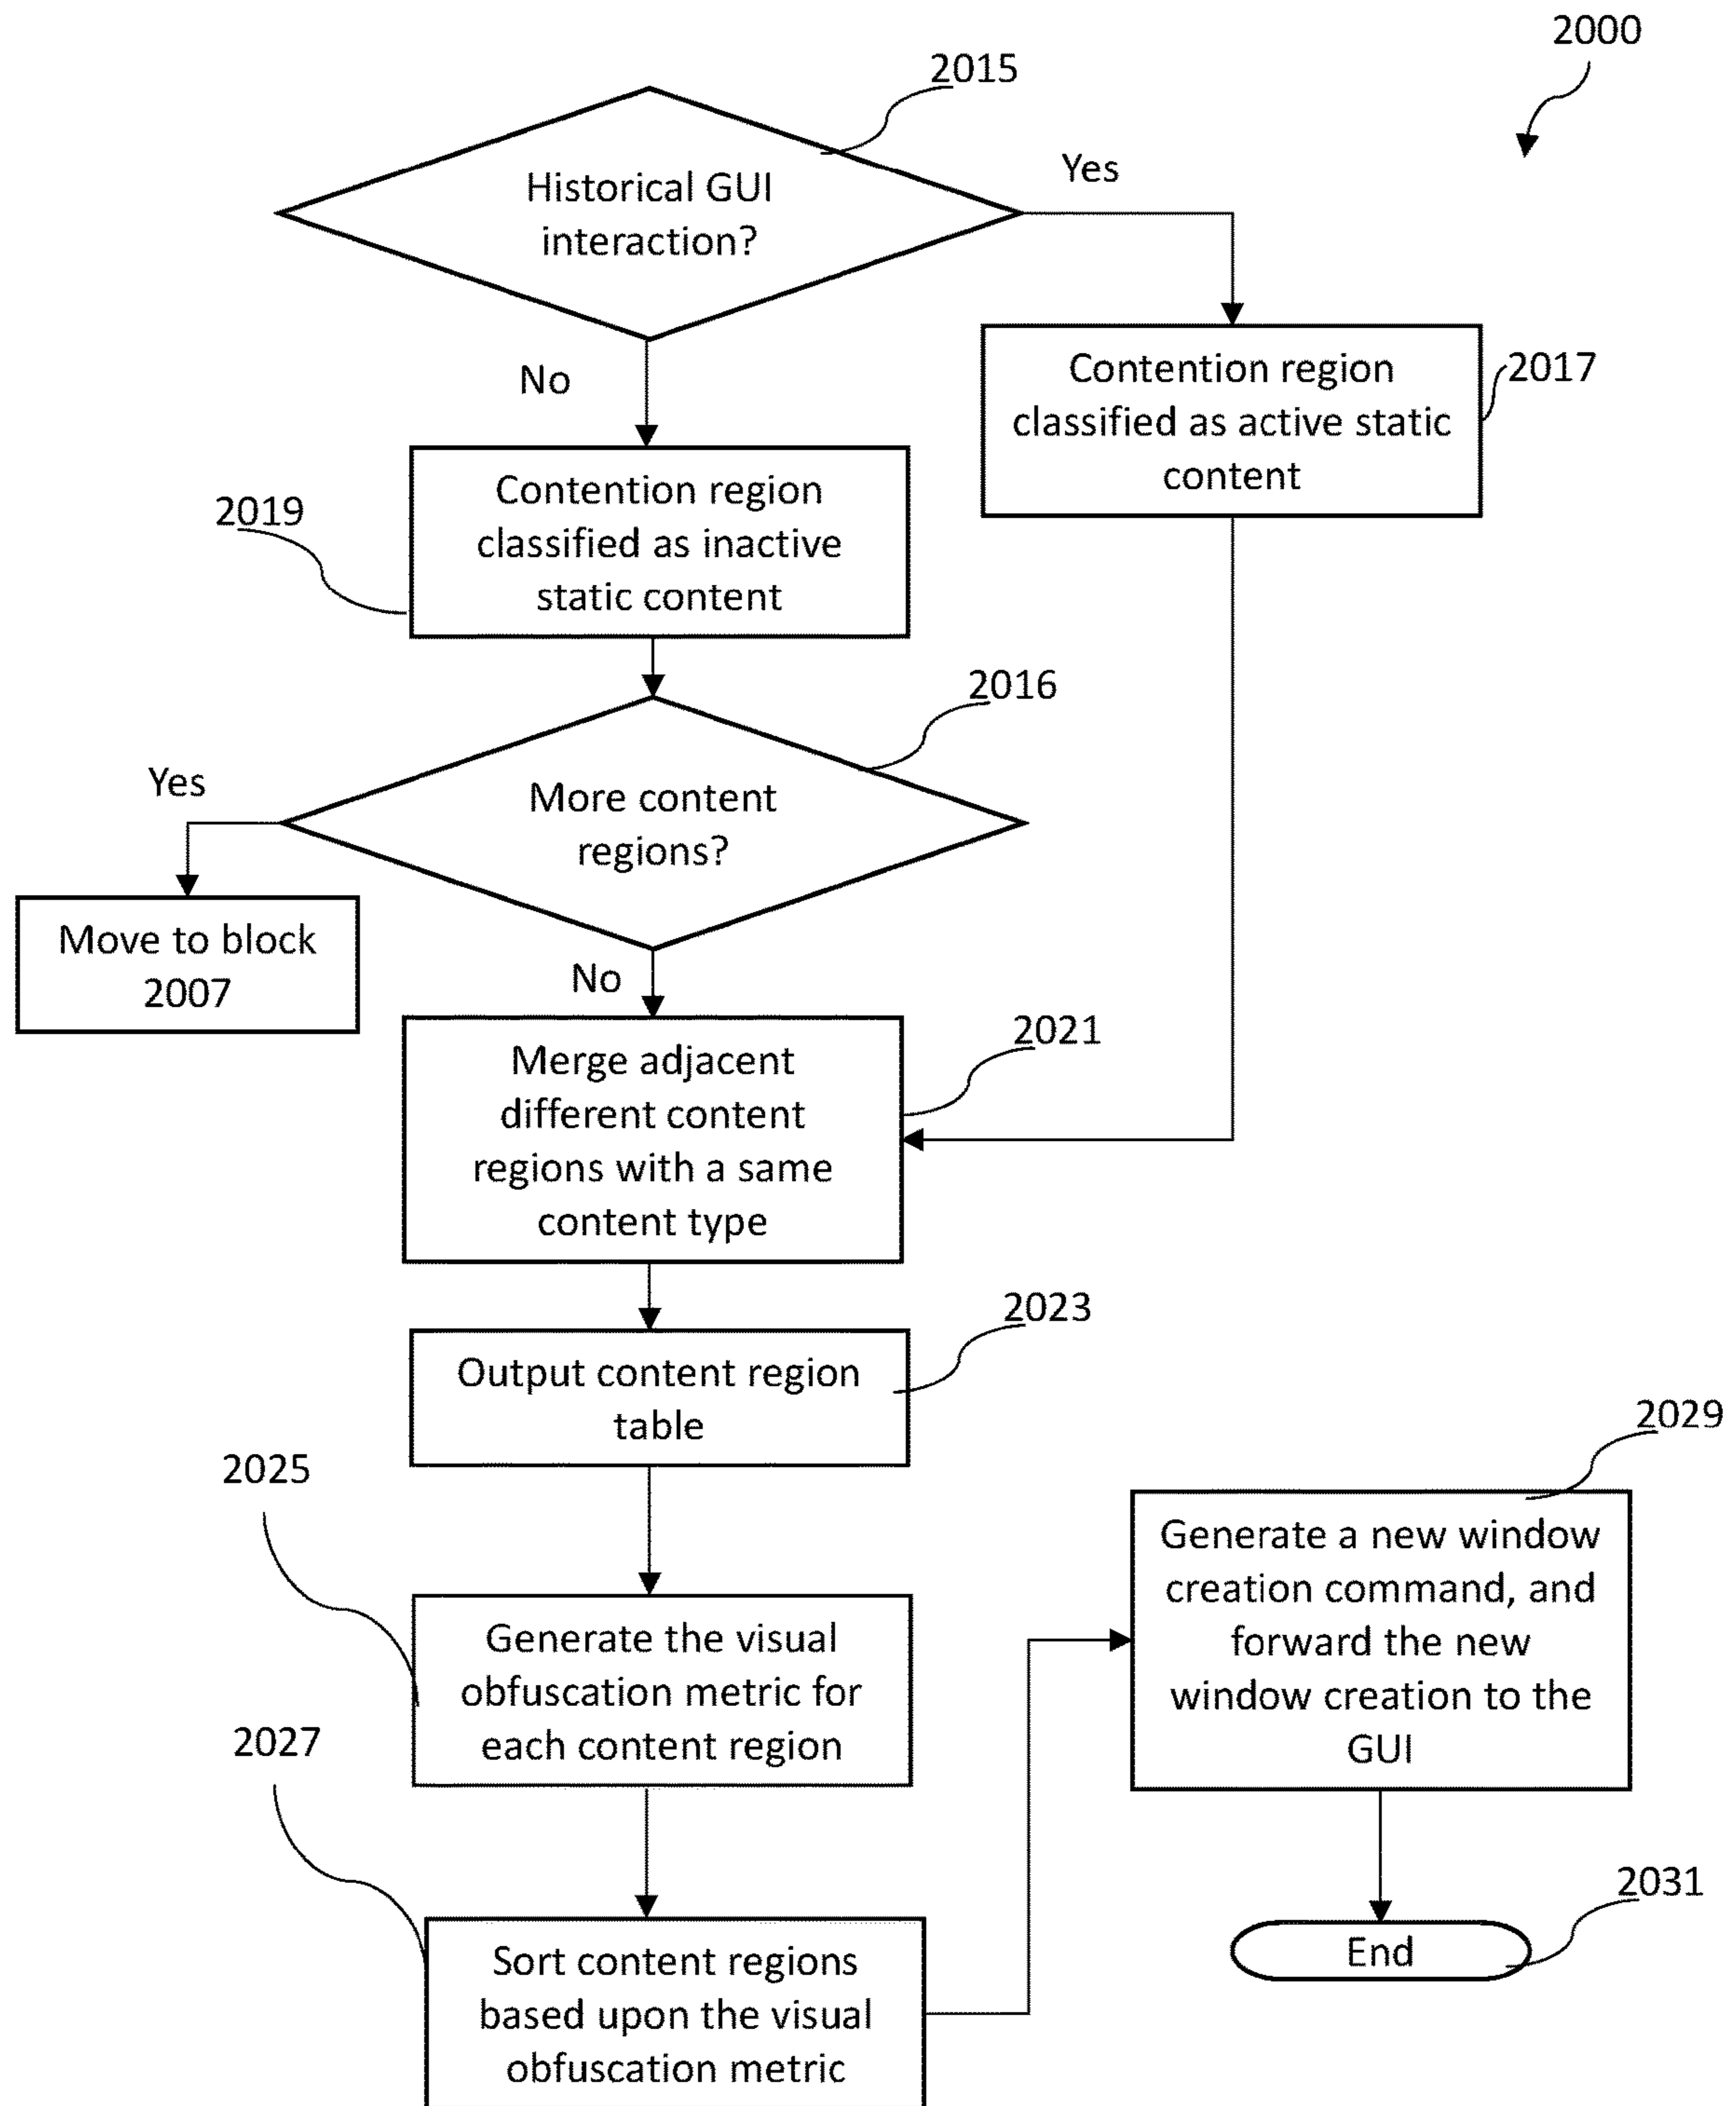 2000
2015
Historical GUI
interaction?
Yes
No
Contention region
classified as active static
content
2017
2019
Contention region
classified as inactive
static content
2016
More content
regions?
Yes
Move to block
2007
No
2021
Merge adjacent
different content
regions with a same
content type
2023
Output content region
table
2025
Generate the visual
obfuscation metric for
each content region
2027
Sort content regions
based upon the visual
obfuscation metric
2029
Generate a new window
creation command, and
forward the new
window creation to the
GUI
2031
End